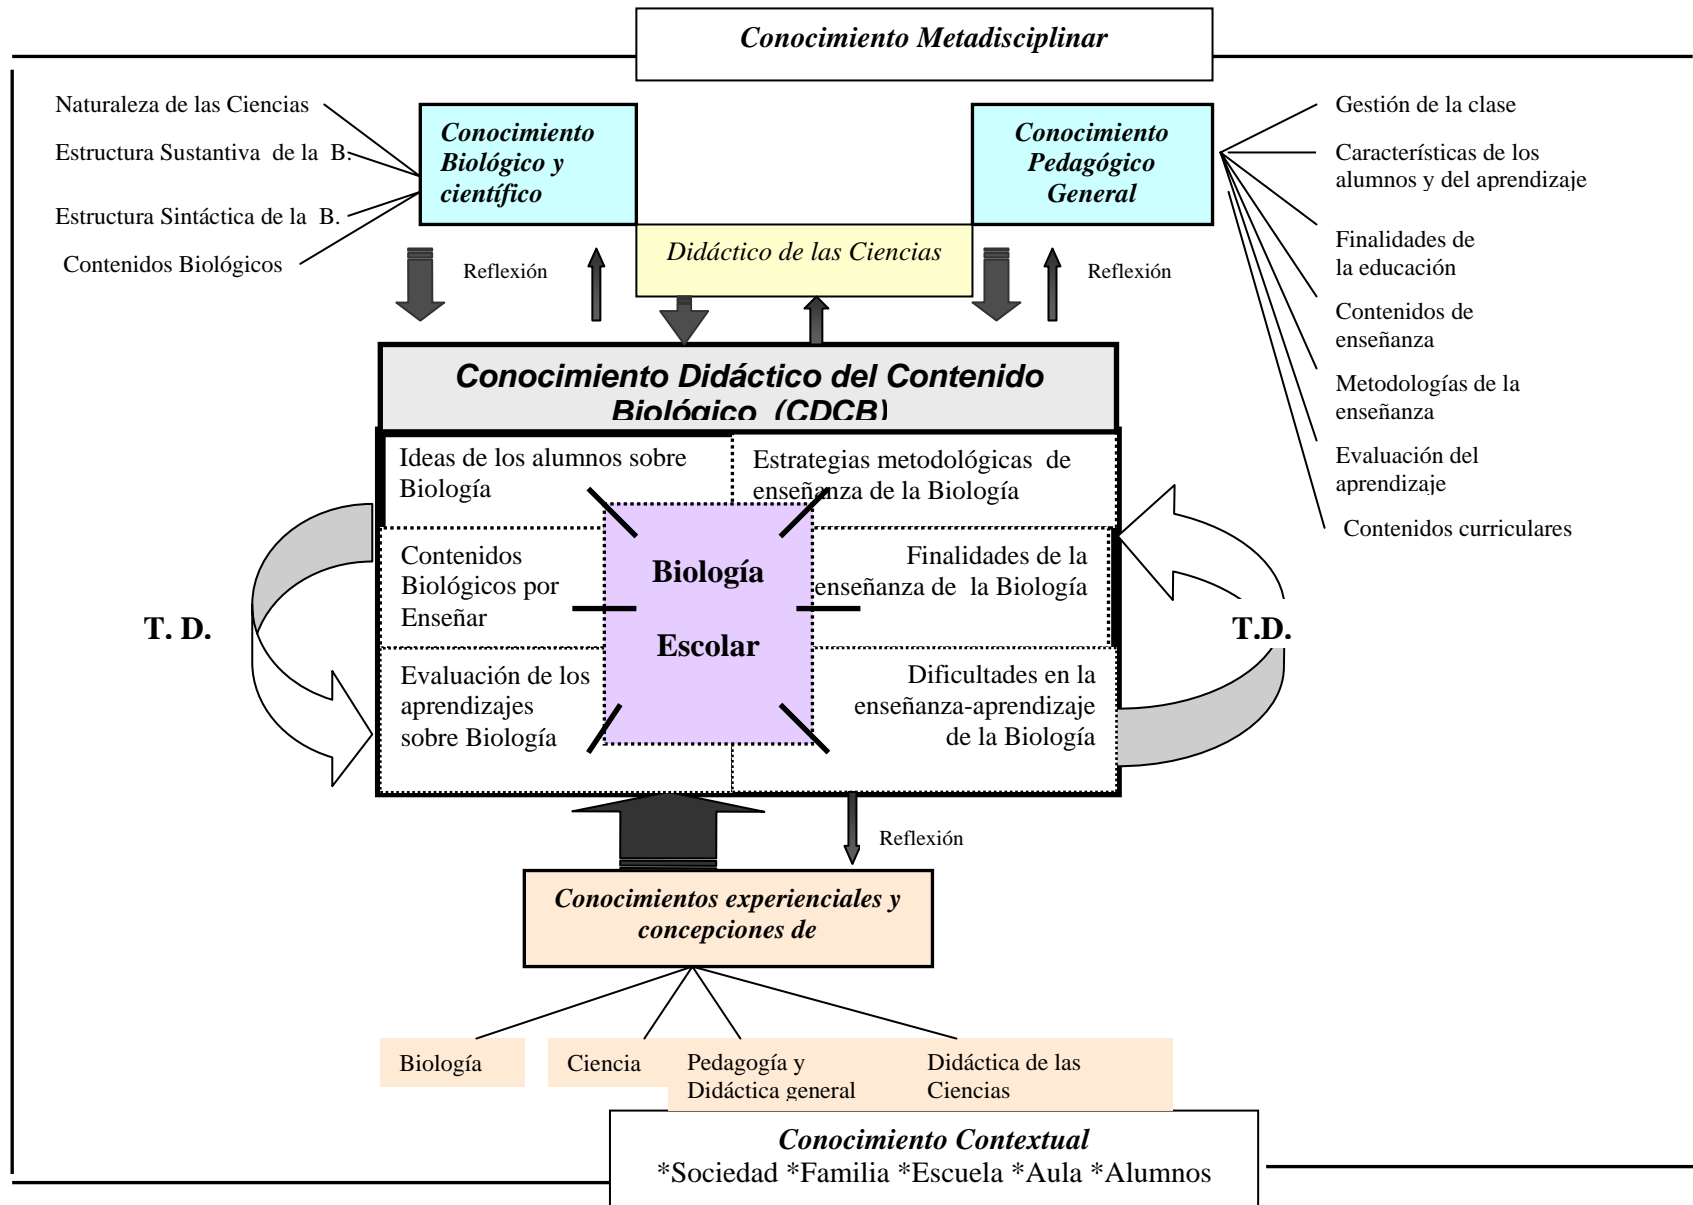 Conocimiento Metadisciplinar
Naturaleza de las Ciencias
Estructura Sustantiva de la B.
Estructura Sintáctica de la B.
Contenidos Biológicos
Conocimiento
Biológico y
científico
Conocimiento
Pedagógico
General
Gestión de la clase
Características de los
alumnos y del aprendizaje
Finalidades de
la educación
Contenidos de
enseñanza
Metodologías de la
enseñanza
Evaluación del
aprendizaje
Contenidos curriculares
Didáctico de las Ciencias
Reflexión
Reflexión
Conocimiento Didáctico del Contenido
Biológico (CDCB)
Ideas de los alumnos sobre
Biología
Estrategias metodológicas de
enseñanza de la Biología
Contenidos
Biológicos por
Enseñar
Biología
Escolar
Finalidades de la
enseñanza de la Biología
Evaluación de los
aprendizajes
sobre Biología
Dificultades en la
enseñanza-aprendizaje
de la Biología
T. D.
T.D.
Reflexión
Conocimientos experienciales y
concepciones de
Biología
Ciencia
Pedagogía y
Didáctica general
Didáctica de las
Ciencias
Conocimiento Contextual
*Sociedad *Familia *Escuela *Aula *Alumnos